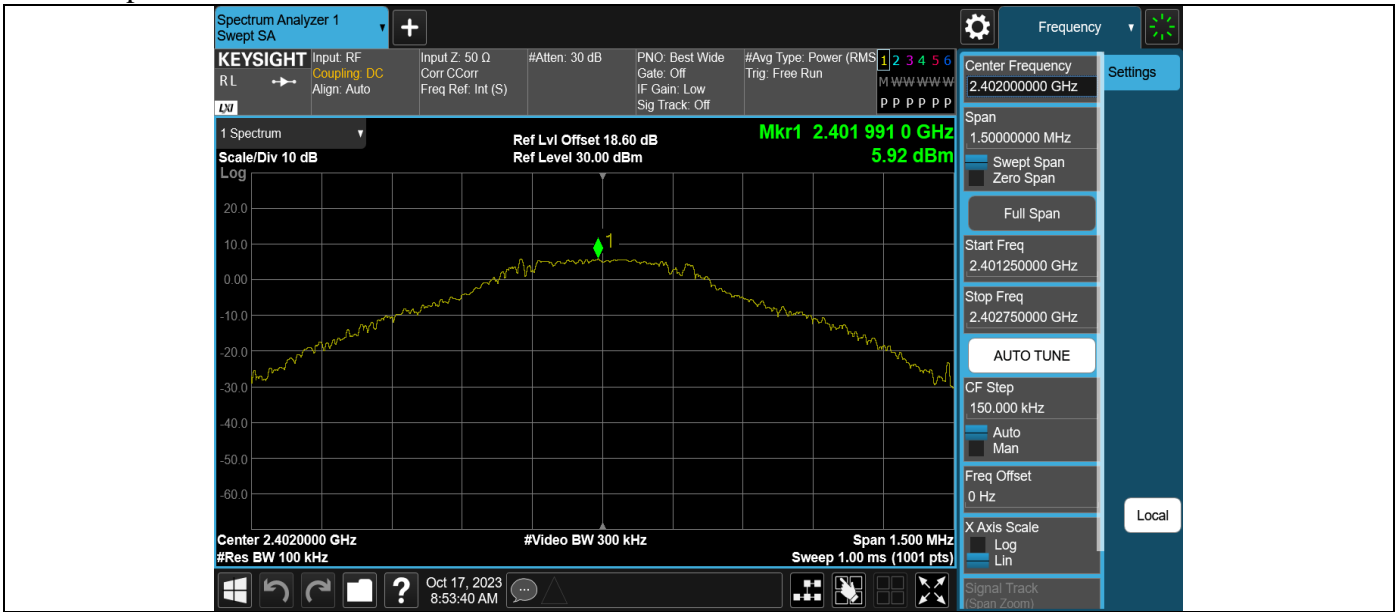 Spectrum Analyzer 1
Swept SA
Frequency
KEYSIGHT
R L
LXI
Input: RF
Coupling: DC
Align: Auto
Input Z: 50 Ω
Corr CCorr
Freq Ref: Int (S)
#Atten: 30 dB
PNO: Best Wide
Gate: Off
IF Gain: Low
Sig Track: Off
#Avg Type: Power (RMS
Trig: Free Run
1 2 3 4 5 6
M W W W W W
P P P P P P
1 Spectrum
Scale/Div 10 dB
Log
Ref Lvl Offset 18.60 dB
Ref Level 30.00 dBm
Mkr1 2.401 991 0 GHz
5.92 dBm
1
20.0
10.0
0.00
-10.0
-20.0
-30.0
-40.0
-50.0
-60.0
Center 2.4020000 GHz
#Res BW 100 kHz
#Video BW 300 kHz
Span 1.500 MHz
Sweep 1.00 ms (1001 pts)
Center Frequency
2.402000000 GHz
Settings
Span
1.50000000 MHz
Swept Span
Zero Span
Full Span
Start Freq
2.401250000 GHz
Stop Freq
2.402750000 GHz
AUTO TUNE
CF Step
150.000 kHz
Auto
Man
Freq Offset
0 Hz
X Axis Scale
Log
Lin
Signal Track
(Span Zoom)
Local
?
Oct 17, 2023
8:53:40 AM